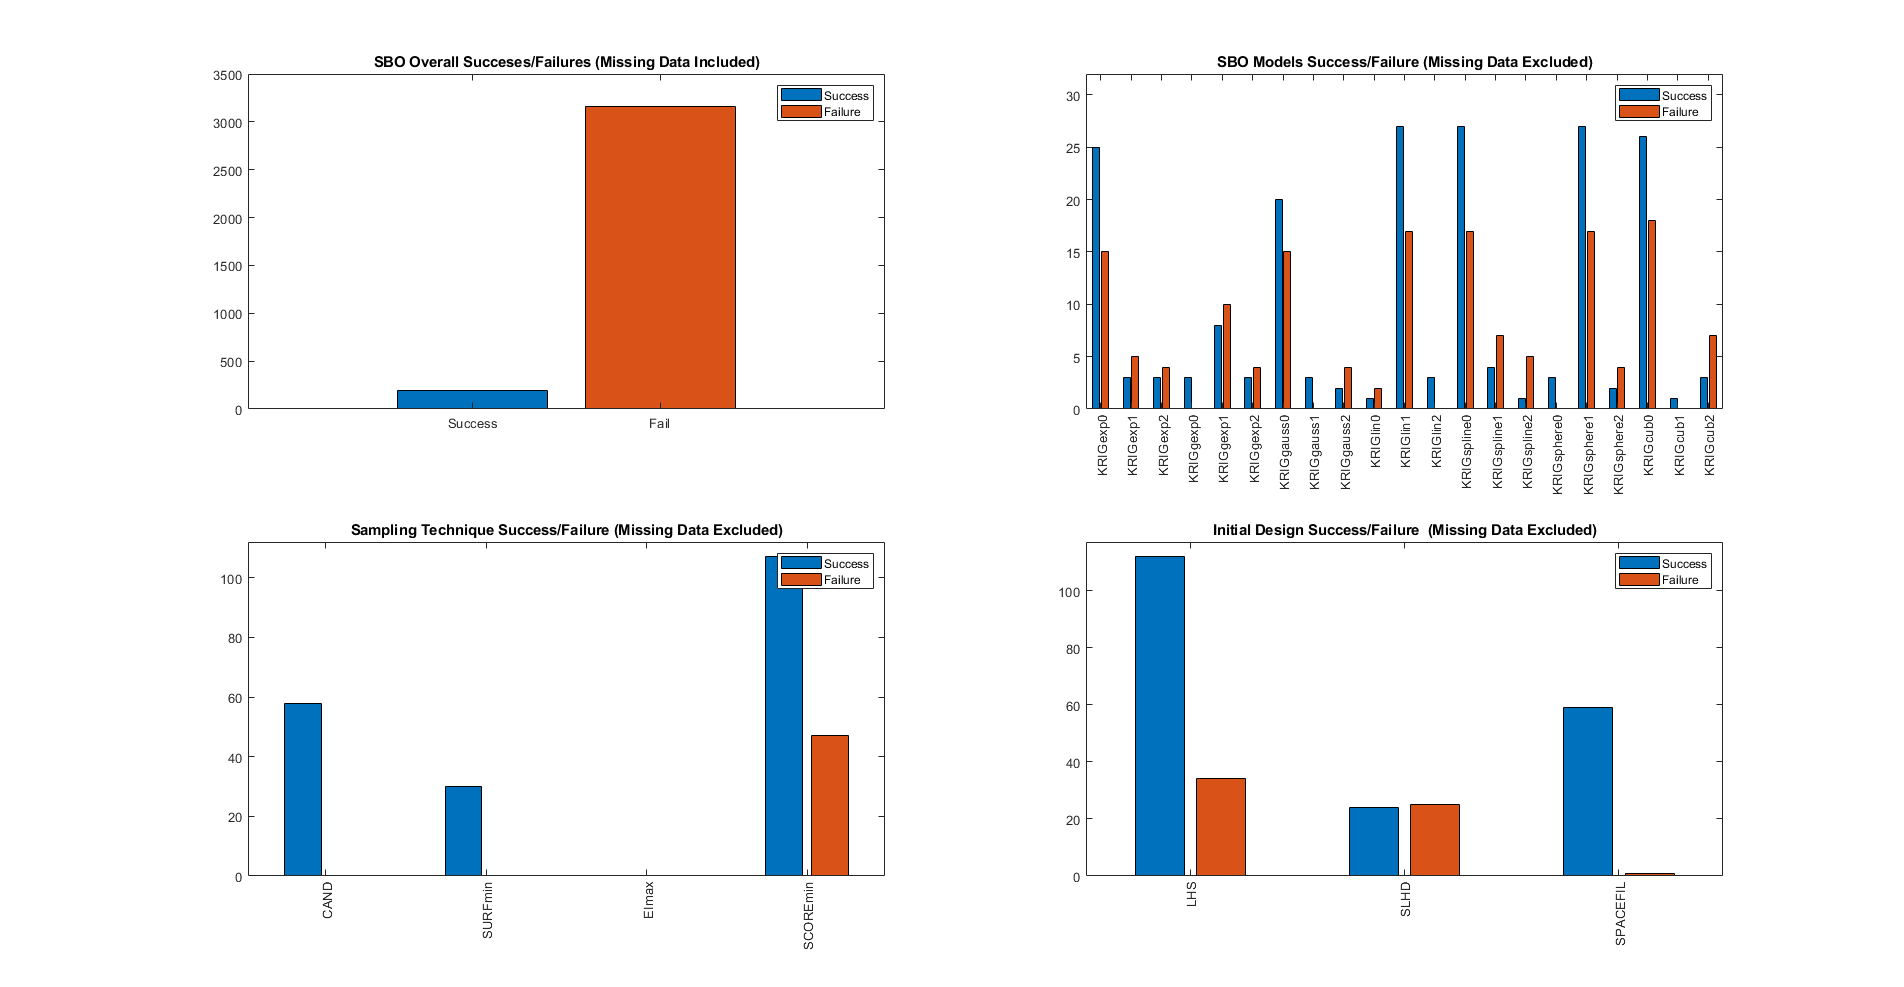 SBO Overall Succeses/Failures (Missing Data Included)
3500
3000
2500
2000
1500
1000
500
0
Success
Fail
Success
Failure
SBO Models Success/Failure (Missing Data Excluded)
30
25
20
15
10
5
0
KRIGexp0
KRIGexp1
KRIGexp2
KRIGgexp0
KRIGgexp1
KRIGgexp2
KRIGgauss0
KRIGgauss1
KRIGgauss2
KRIGlin0
KRIGlin1
KRIGlin2
KRIGspline0
KRIGspline1
KRIGspline2
KRIGsphere0
KRIGsphere1
KRIGsphere2
KRIGcub0
KRIGcub1
KRIGcub2
Success
Failure
Sampling Technique Success/Failure (Missing Data Excluded)
100
80
60
40
20
0
CAND
SURFmin
EImax
SCOREmin
Success
Failure
Initial Design Success/Failure  (Missing Data Excluded)
100
80
60
40
20
0
LHS
SLHD
SPACEFIL
Success
Failure